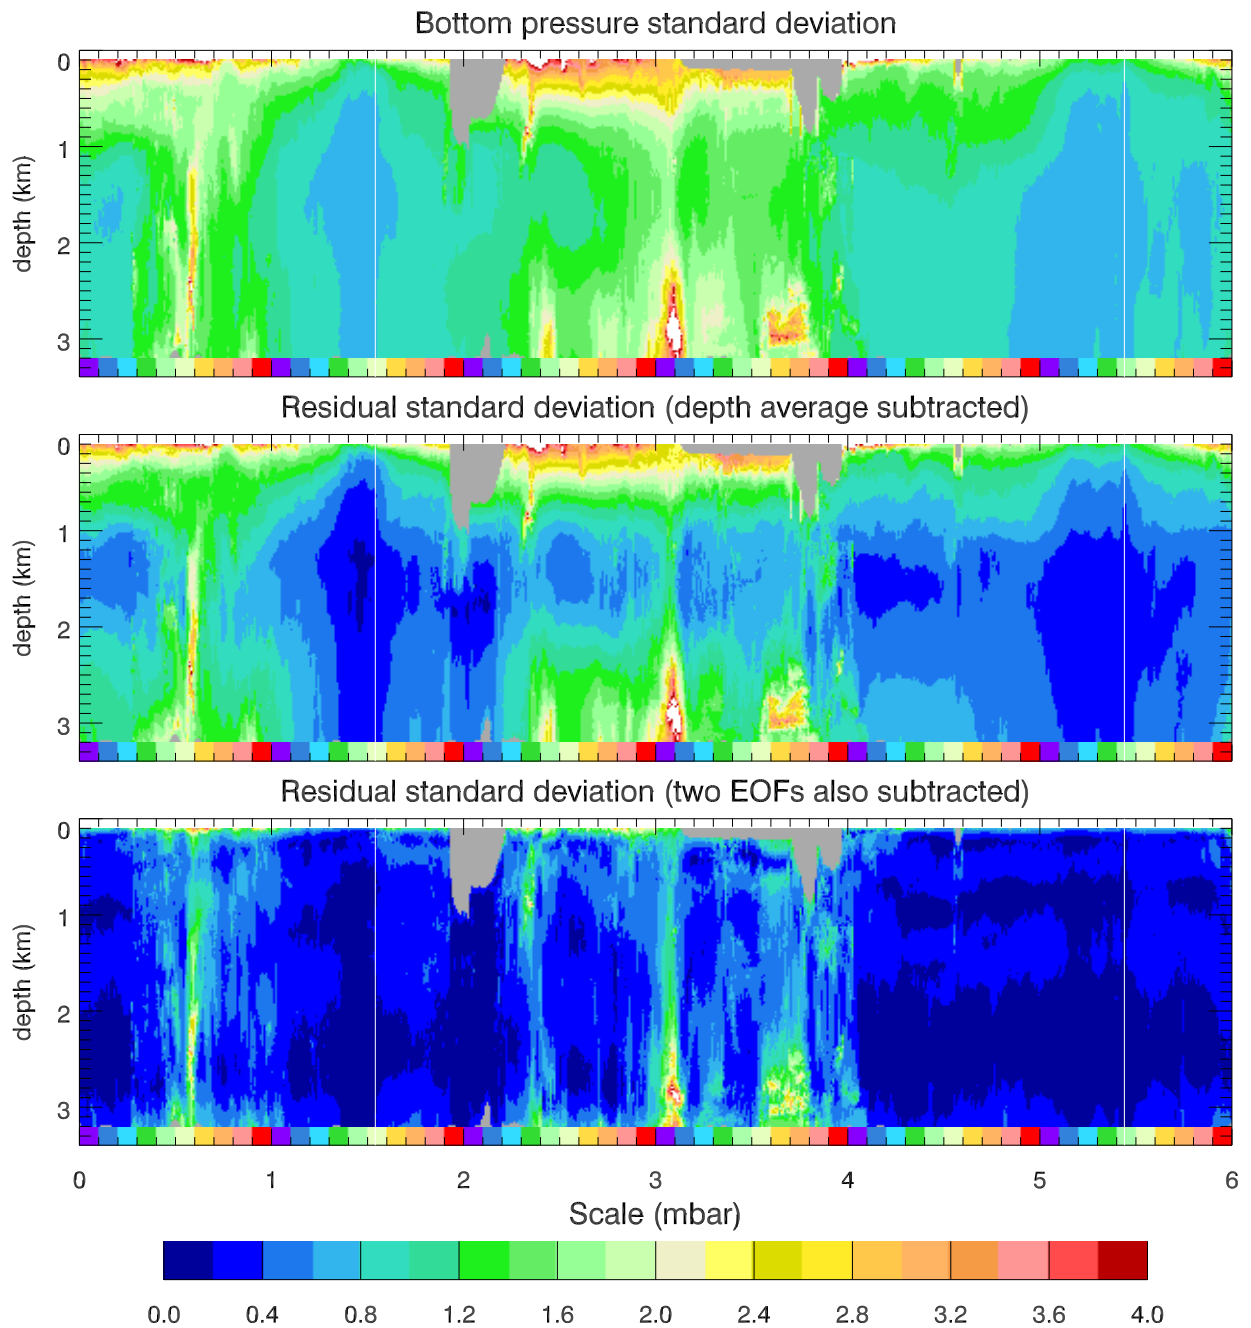 Bottom pressure standard deviation
0
1
2
3
depth (km)
Residual standard deviation (depth average subtracted)
0
1
2
3
depth (km)
Residual standard deviation (two EOFs also subtracted)
0
1
2
3
depth (km)
0 1 2 3 4 5 6
Scale (mbar)
0.0 0.4 0.8 1.2 1.6 2.0 2.4 2.8 3.2 3.6 4.0